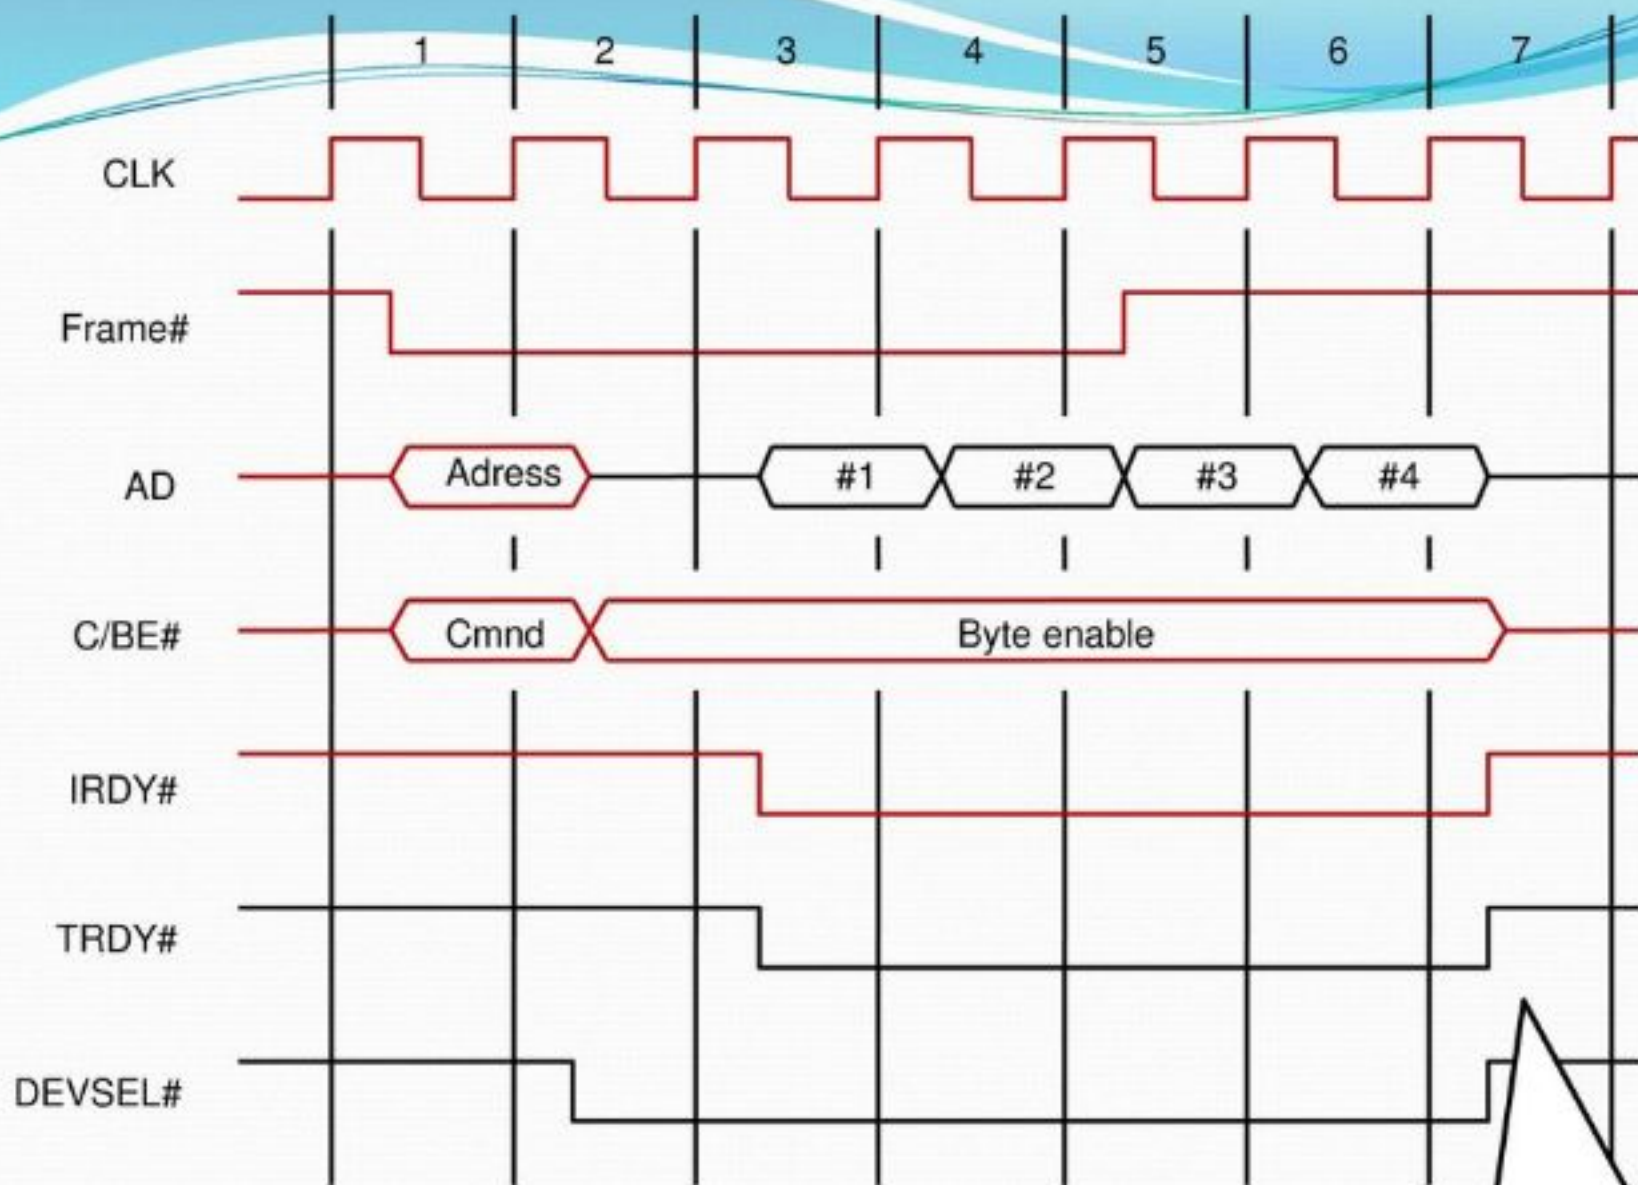 1 2 3 4 5 6 7
CLK
Frame#
AD Adress #1 #2 #3 #4
C/BE# Cmnd Byte enable
IRDY#
TRDY#
DEVSEL#